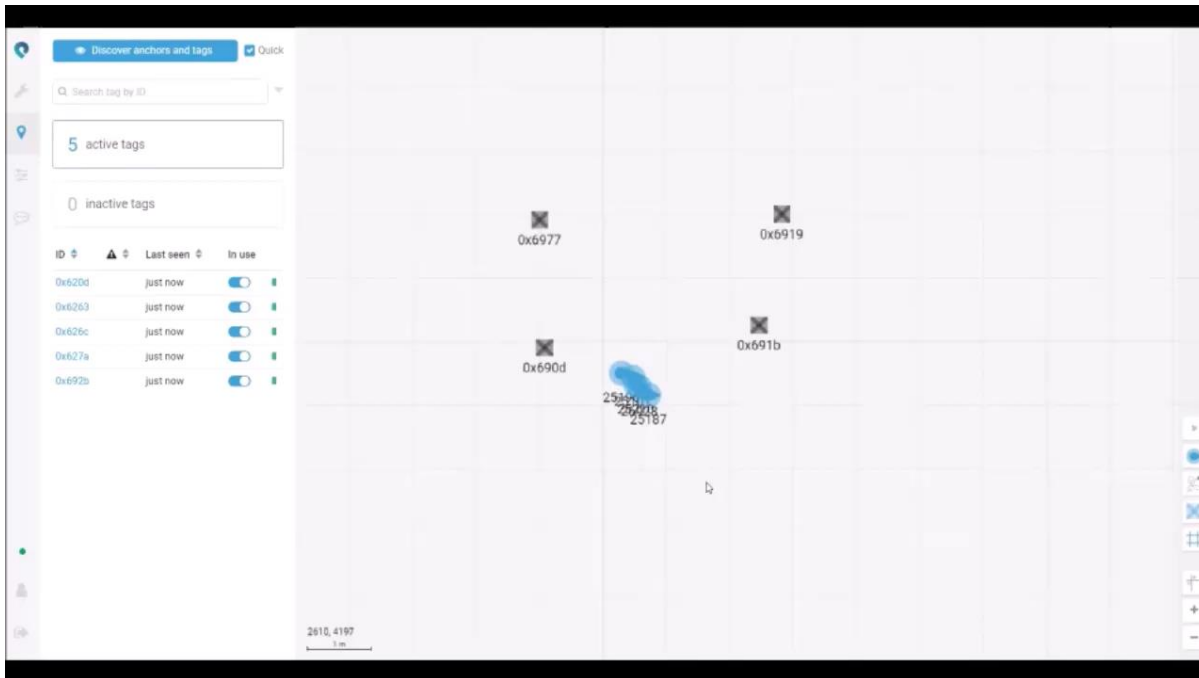 Discover anchors and tags
Quick
Search tag by ID
5 active tags
0 inactive tags
ID Last seen In use
0x620d just now
0x6263 just now
0x626c just now
0x627a just now
0x692b just now
0x6977
0x6919
0x690d
0x691b
25187
2610, 4197
1 m